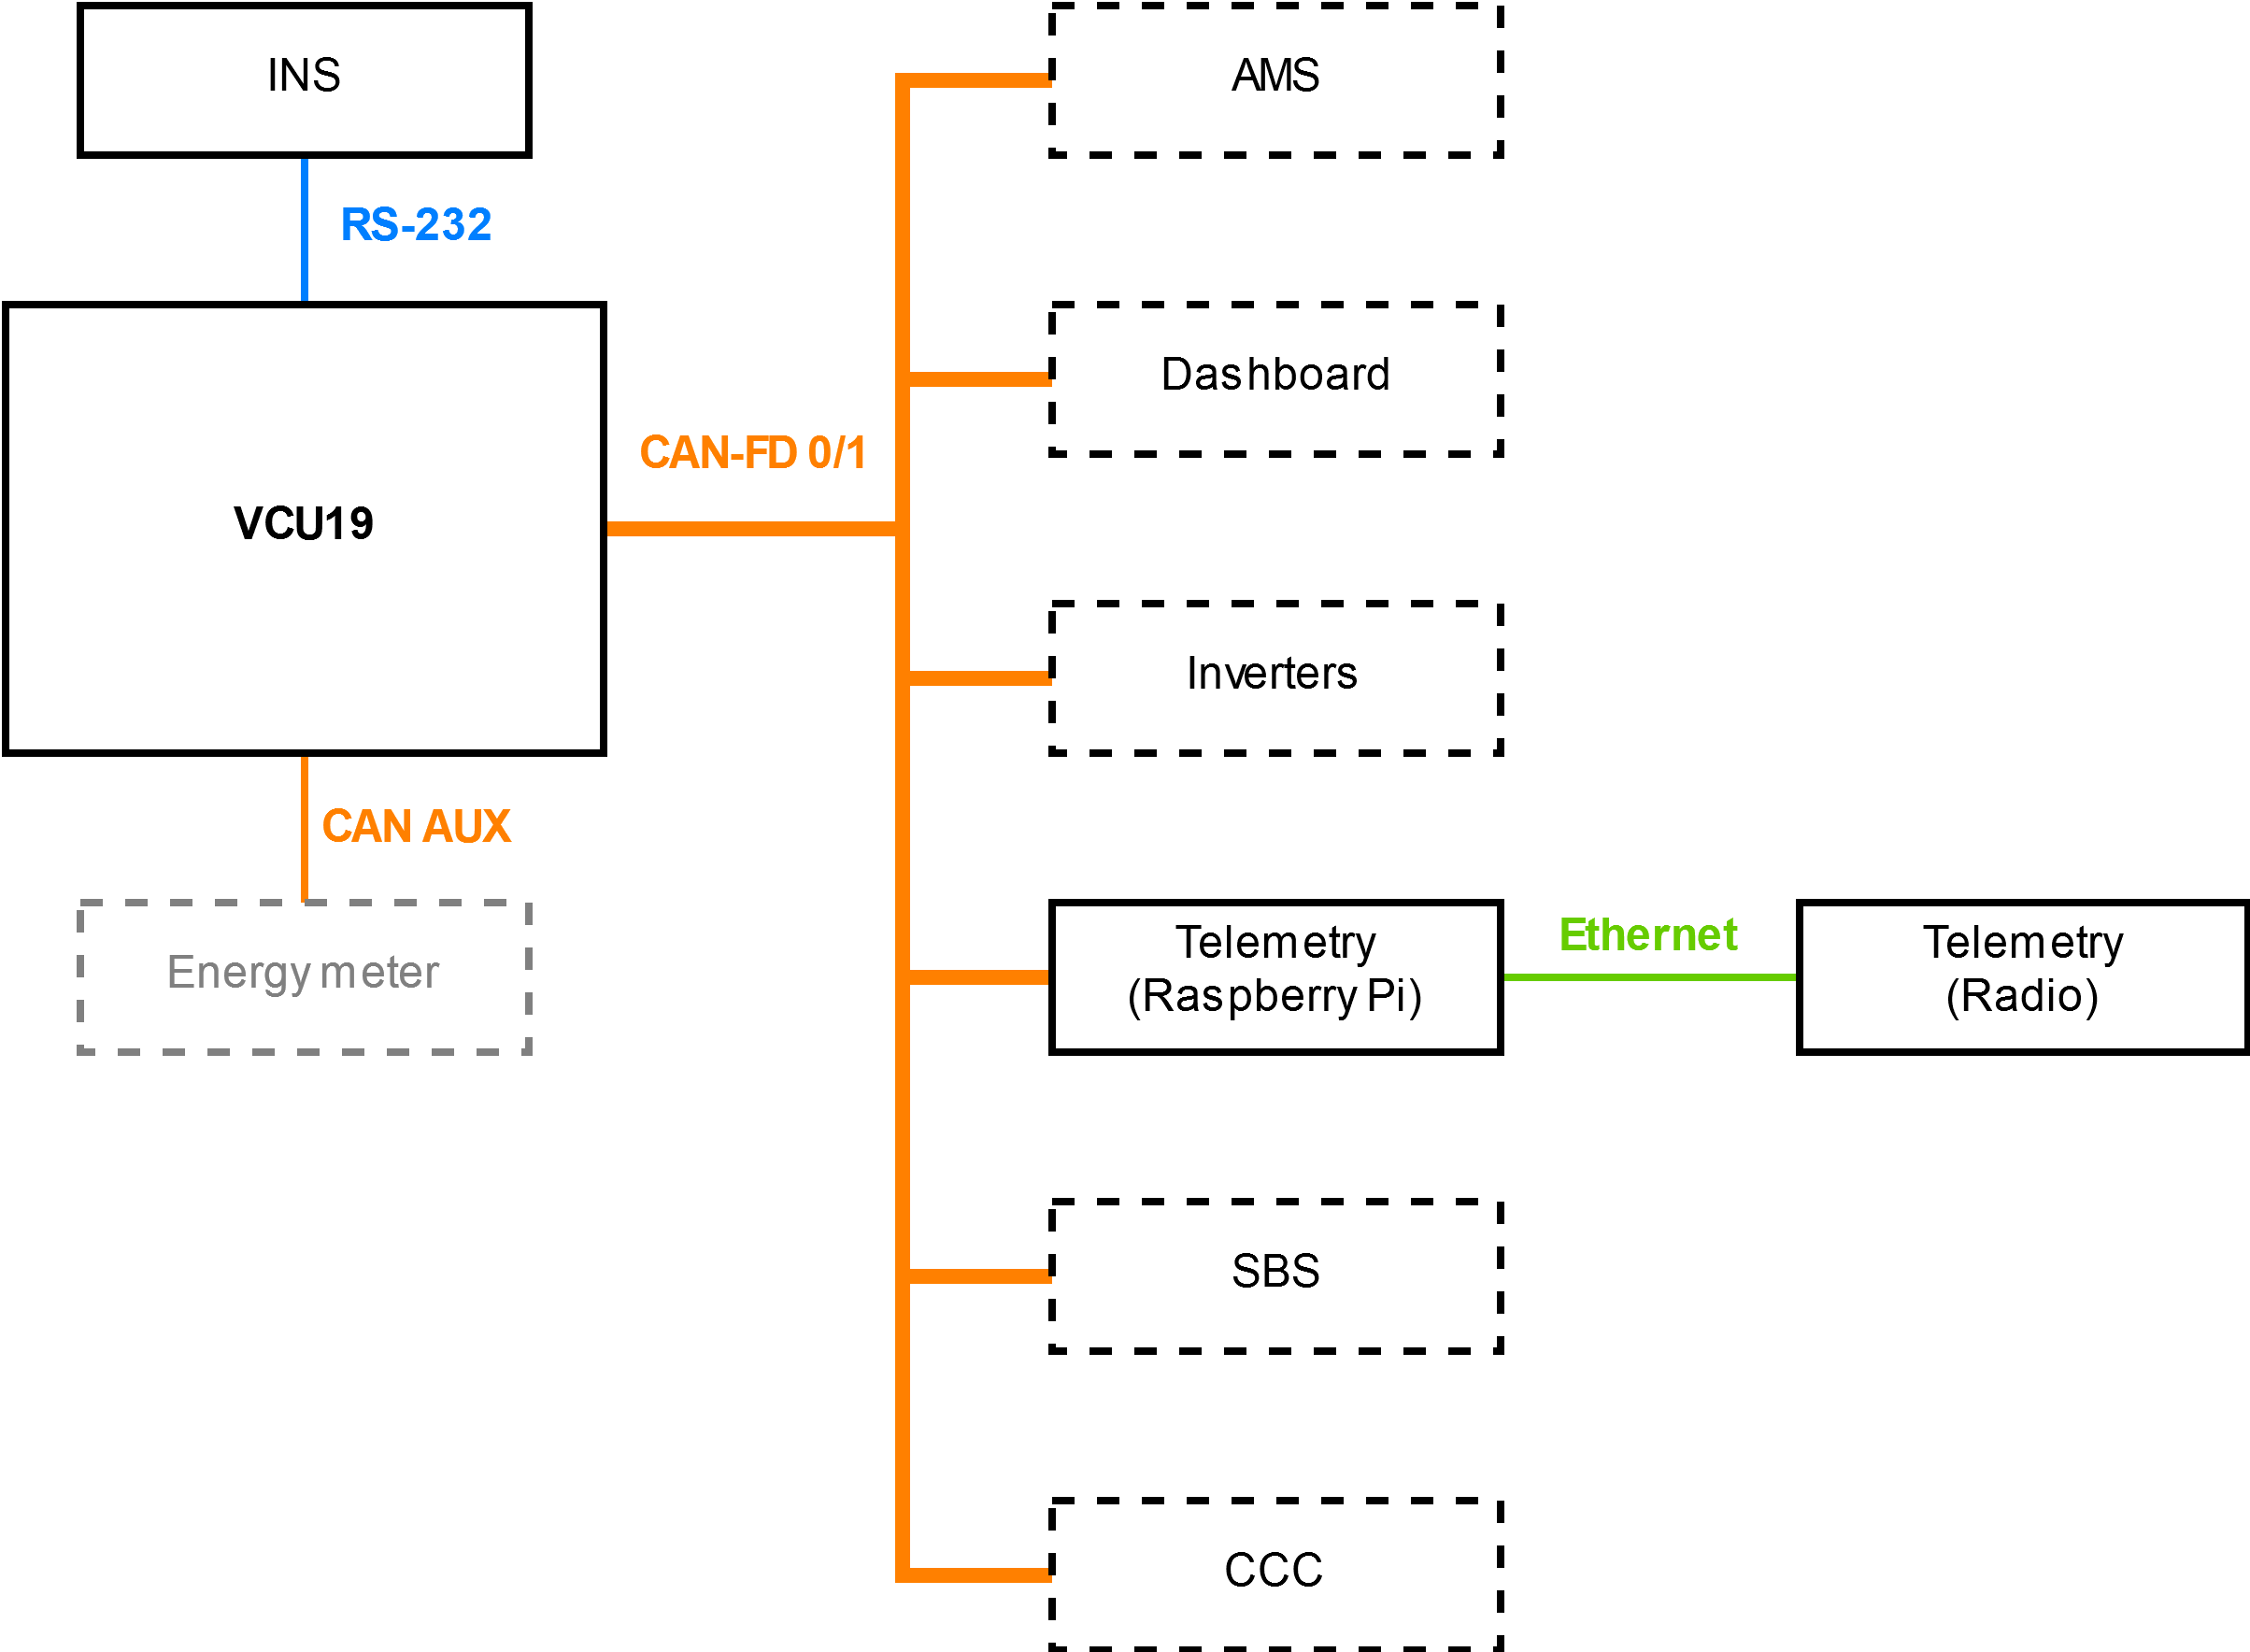 INS
RS-232
VCU19
CAN AUX
Energy meter
CAN-FD 0/1
AMS
Dashboard
Inverters
Telemetry
(Raspberry Pi)
Ethernet
Telemetry
(Radio)
SBS
CCC